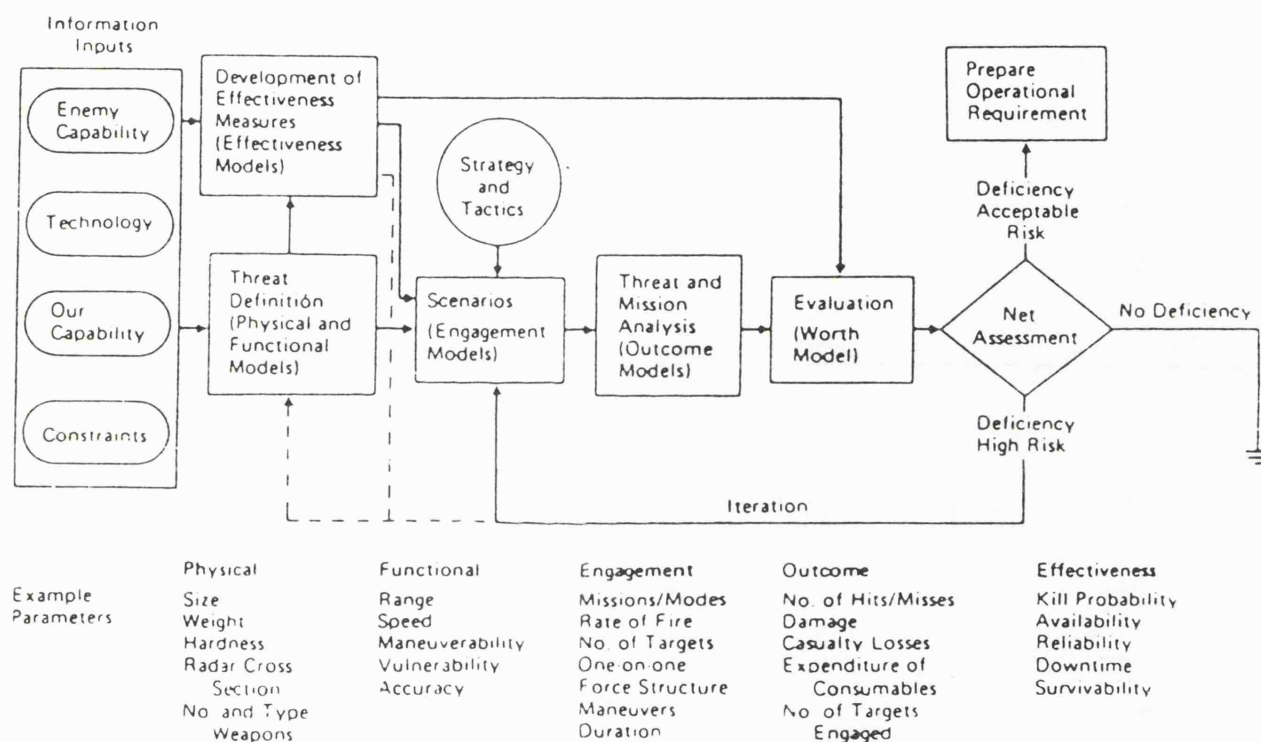 Information
Inputs
Enemy
Capability
Technology
Our
Capability
Constraints
Development of
Effectiveness
Measures
(Effectiveness
Models)
Threat
Definition
(Physical and
Functional
Models)
Strategy
and
Tactics
Scenarios
(Engagement
Models)
Threat and
Mission
Analysis
(Outcome
Models)
Evaluation
(Worth
Model)
Prepare
Operational
Requirement
Deficiency
Acceptable
Risk
Net
Assessment
No Deficiency
Deficiency
High Risk
Iteration
Example
Parameters
Physical
Size
Weight
Hardness
Radar Cross
Section
No. and Type
Weapons
Functional
Range
Speed
Maneuverability
Vulnerability
Accuracy
Engagement
Missions/Modes
Rate of Fire
No. of Targets
One-on-one
Force Structure
Maneuvers
Duration
Outcome
No. of Hits/Misses
Damage
Casualty Losses
Expenditure of
Consumables
No. of Targets
Engaged
Effectiveness
Kill Probability
Availability
Reliability
Downtime
Survivability